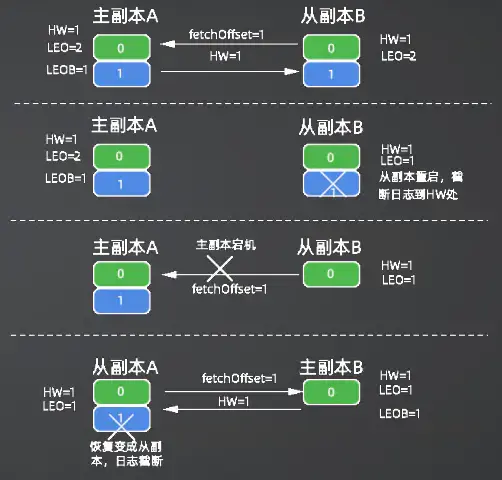 主副本A
从副本B
HW=1
LEO=2
LEOB=1
0
1
fetchOffset=1
HW=1
0
1
HW=1
LEO=2
主副本A
从副本B
HW=1
LEO=2
LEOB=1
0
1
0
1
HW=1
LEO=1
从副本重启，截
断日志到HW处
主副本A
主副本宕机
从副本B
0
1
fetchOffset=1
0
HW=1
LEO=1
从副本A
主副本B
HW=1
LEO=1
0
1
fetchOffset=1
HW=1
0
HW=1
LEO=1
LEOB=1
恢复变成从副
本，日志截断